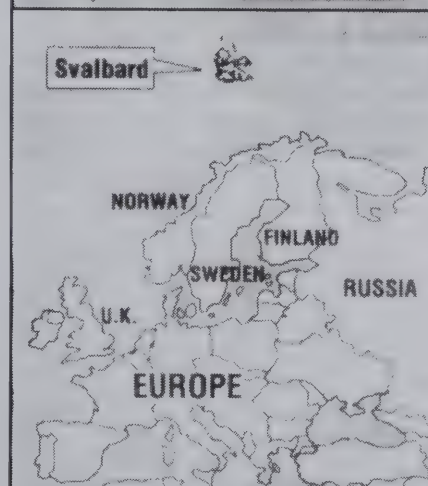 Svalbard
NORWAY
FINLAND
SWEDEN
RUSSIA
U.K.
EUROPE